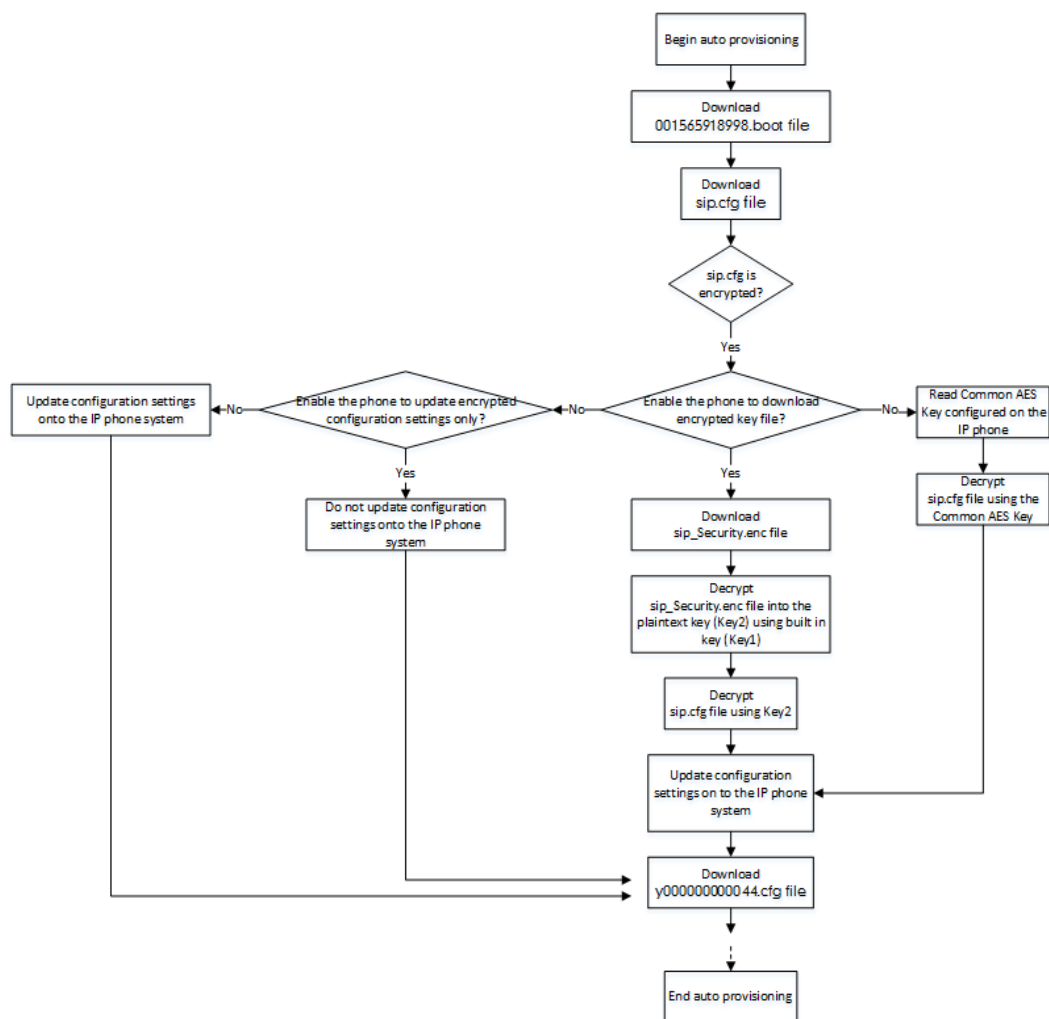 Begin auto provisioning
Download
001565918998.boot file
Download
sip.cfg file
sip.cfg is
encrypted?
Yes
Update configuration settings
onto the IP phone system
No
Enable the phone to update encrypted
configuration settings only?
No
Enable the phone to download
encrypted key file?
No
Read Common AES
Key configured on the
IP phone
Yes
Yes
Decrypt
sip.cfg file using the
Common AES Key
Do not update configuration
settings onto the IP phone
system
Download
sip_Security.enc file
Decrypt
sip_Security.enc file into the
plaintext key (Key2) using built in
key (Key1)
Decrypt
sip.cfg file using Key2
Update configuration
settings on to the IP phone
system
Download
y000000000044.cfg file
End auto provisioning